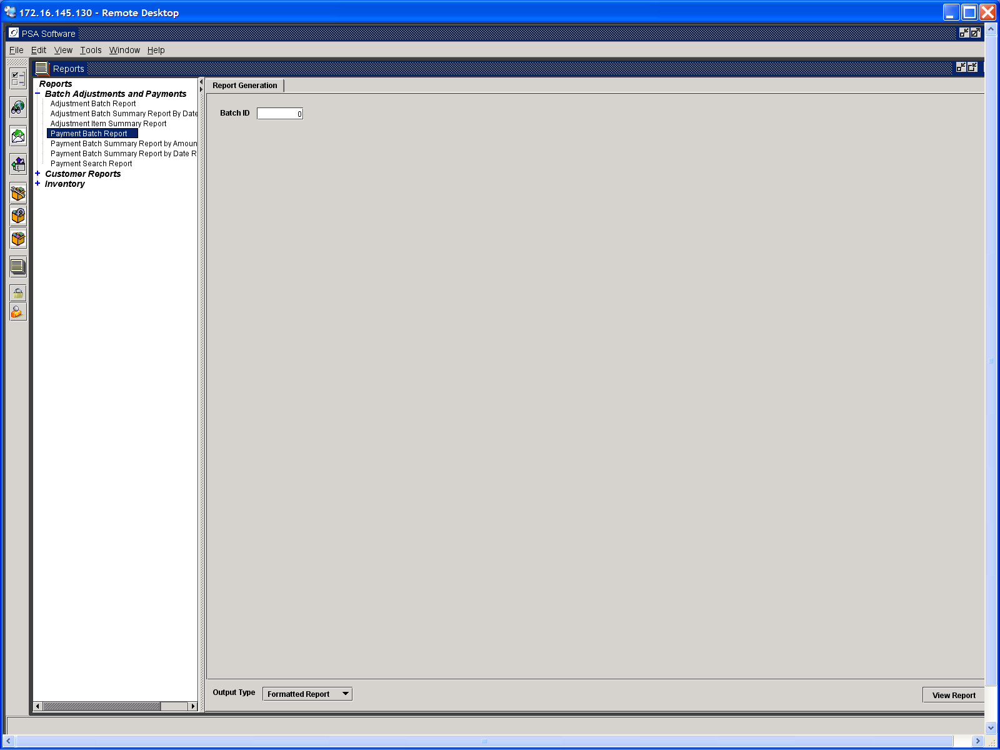 172.16.145.130 - Remote Desktop
PSA Software
File Edit View Tools Window Help
Reports
Reports
Batch Adjustments and Payments
Adjustment Batch Report
Adjustment Batch Summary Report By Date
Adjustment Item Summary Report
Payment Batch Report
Payment Batch Summary Report by Amoun
Payment Batch Summary Report by Date R
Payment Search Report
Customer Reports
Inventory
Report Generation
Batch ID 0
Output Type Formatted Report
View Report